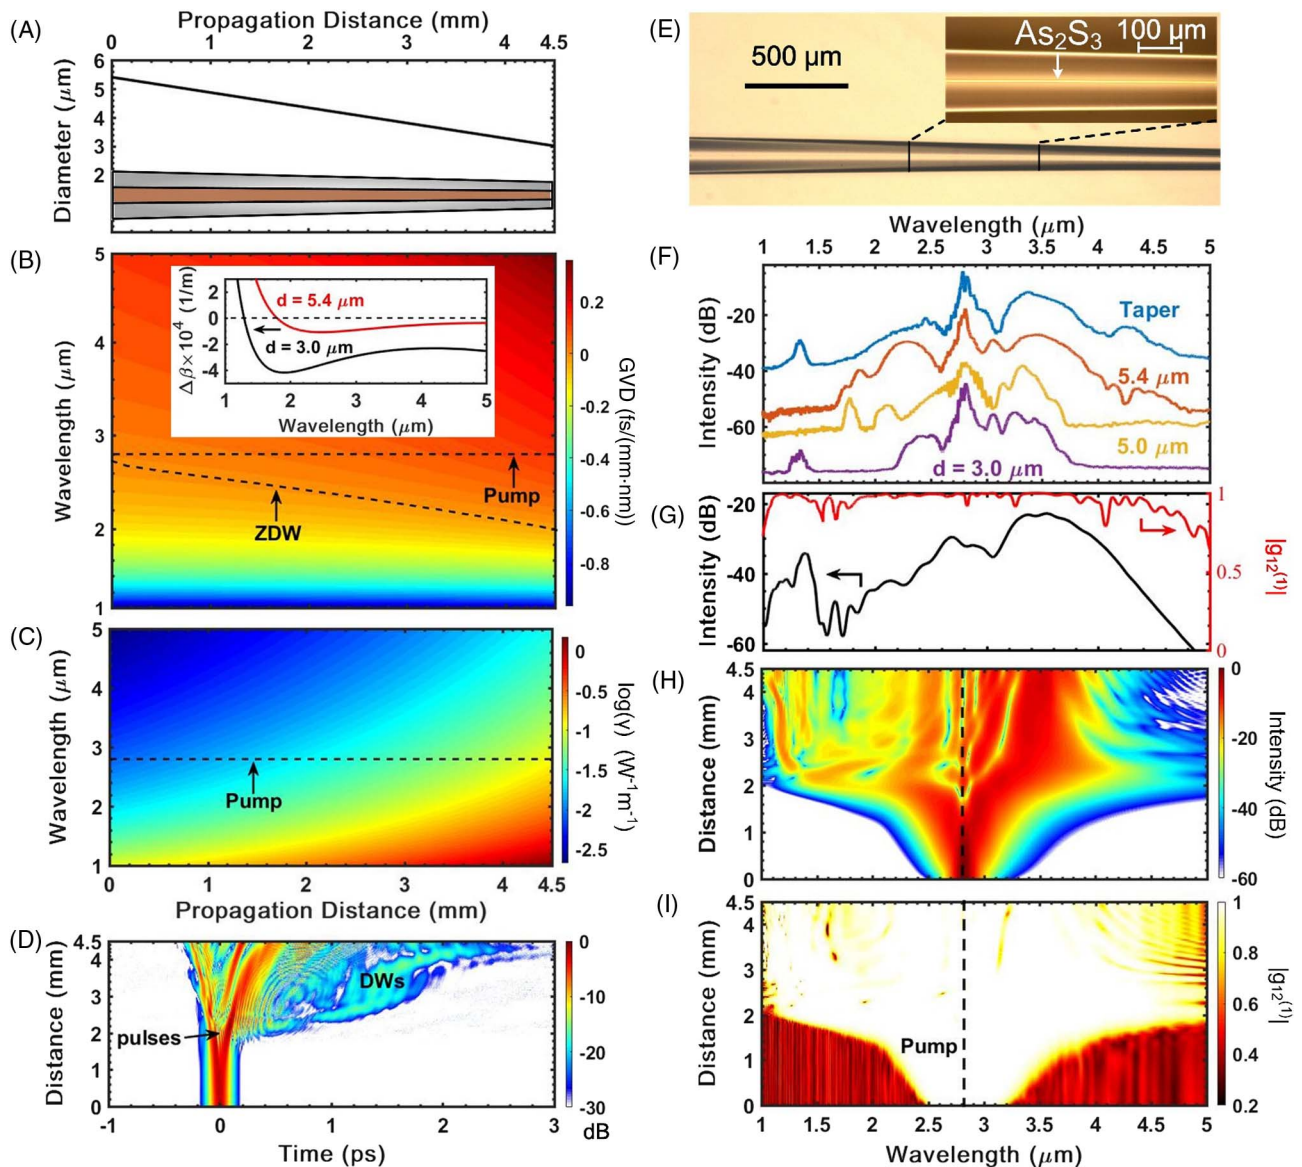 (A)
Propagation Distance (mm)
0 1 2 3 4 4.5
Diameter (μm)
6
5
4
3
2
(B)
Wavelength (μm)
5
4
3
2
1
Δβ×10⁴ (1/m)
2
0
-2
-4
d = 5.4 μm
d = 3.0 μm
1 2 3 4 5
Wavelength (μm)
Pump
ZDW
0.2
0
-0.2
-0.4
-0.6
-0.8
GVD (fs/(mm·nm))
(C)
Wavelength (μm)
5
4
3
2
1
Pump
0 1 2 3 4.5
Propagation Distance (mm)
0
-0.5
-1
-1.5
-2
-2.5
log(γ) (W⁻¹m⁻¹)
(D)
Distance (mm)
4.5
4
3
2
1
0
pulses
DWs
-1 0 1 2 3
Time (ps)
0
-10
-20
-30
dB
(E)
500 μm
As₂S₃
100 μm
Wavelength (μm)
1 1.5 2 2.5 3 3.5 4 4.5 5
(F)
Intensity (dB)
-20
-40
-60
Taper
5.4 μm
5.0 μm
d = 3.0 μm
(G)
Intensity (dB)
-20
-40
-60
1
0.5
0
|g₁₂⁽¹⁾|
(H)
Distance (mm)
4.5
4
3
2
1
0
0
-20
-40
-60
Intensity (dB)
(I)
Distance (mm)
4.5
4
3
2
1
0
Pump
1 1.5 2 2.5 3 3.5 4 4.5 5
Wavelength (μm)
1
0.8
0.6
0.4
0.2
|g₁₂⁽¹⁾|